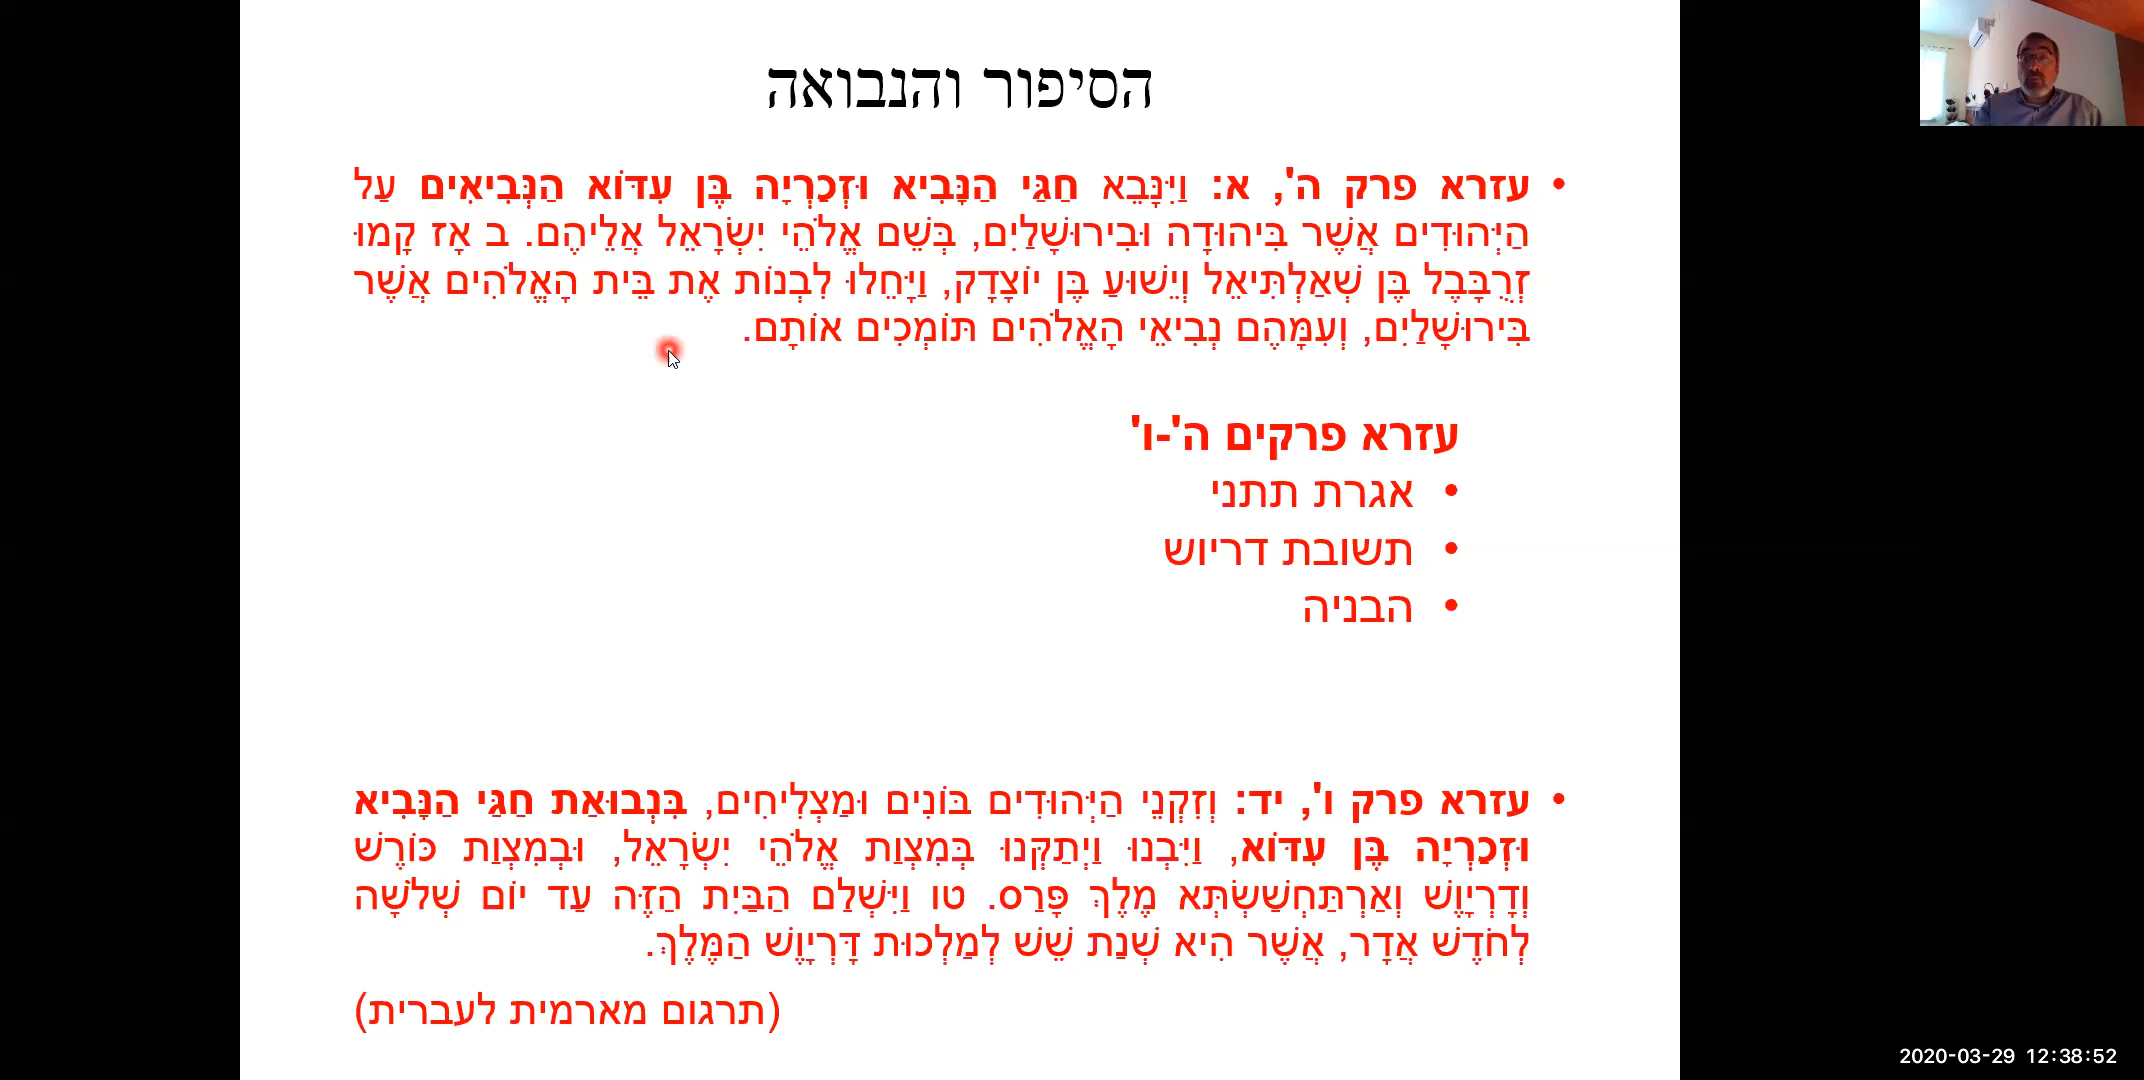 הסיפור והנבואה
• עזרא פרק ה', א: וַיִּנָּבֵא חַגַּי הַנָּבִיא וּזְכַרְיָה בֶּן עִדּוֹא הַנְּבִיאִים עַל
הַיְּהוּדִים אֲשֶׁר בִּיהוּדָה וּבִירוּשָׁלַיִם, בְּשֵׁם אֱלֹהֵי יִשְׂרָאֵל אֲלֵיהֶם. ב אָז קָמוּ
זְרֻבָּבֶל בֶּן שְׁאַלְתִּיאֵל וְיֵשׁוּעַ בֶּן יוֹצָדָק, וַיָּחֵלוּ לִבְנוֹת אֶת בֵּית הָאֱלֹהִים אֲשֶׁר
בִּירוּשָׁלַיִם, וְעִמָּהֶם נְבִיאֵי הָאֱלֹהִים תּוֹמְכִים אוֹתָם.
עזרא פרקים ה'-ו'
• אגרת תתני
• תשובת דריוש
• הבניה
• עזרא פרק ו', יד: וְזִקְנֵי הַיְּהוּדִים בּוֹנִים וּמַצְלִיחִים, בִּנְבוּאַת חַגַּי הַנָּבִיא
וּזְכַרְיָה בֶּן עִדּוֹא, וַיִּבְנוּ וַיְתַקְּנוּ בְּמִצְוַת אֱלֹהֵי יִשְׂרָאֵל, וּבְמִצְוַת כּוֹרֶשׁ
וְדָרְיָוֶשׁ וְאַרְתַּחְשַׁשְׂתְּא מֶלֶךְ פָּרַס. טו וַיִּשְׁלַם הַבַּיִת הַזֶּה עַד יוֹם שְׁלֹשָׁה
לְחֹדֶשׁ אֲדָר, אֲשֶׁר הִיא שְׁנַת שֵׁשׁ לְמַלְכוּת דָּרְיָוֶשׁ הַמֶּלֶךְ.
(תרגום מארמית לעברית)
2020-03-29 12:38:52